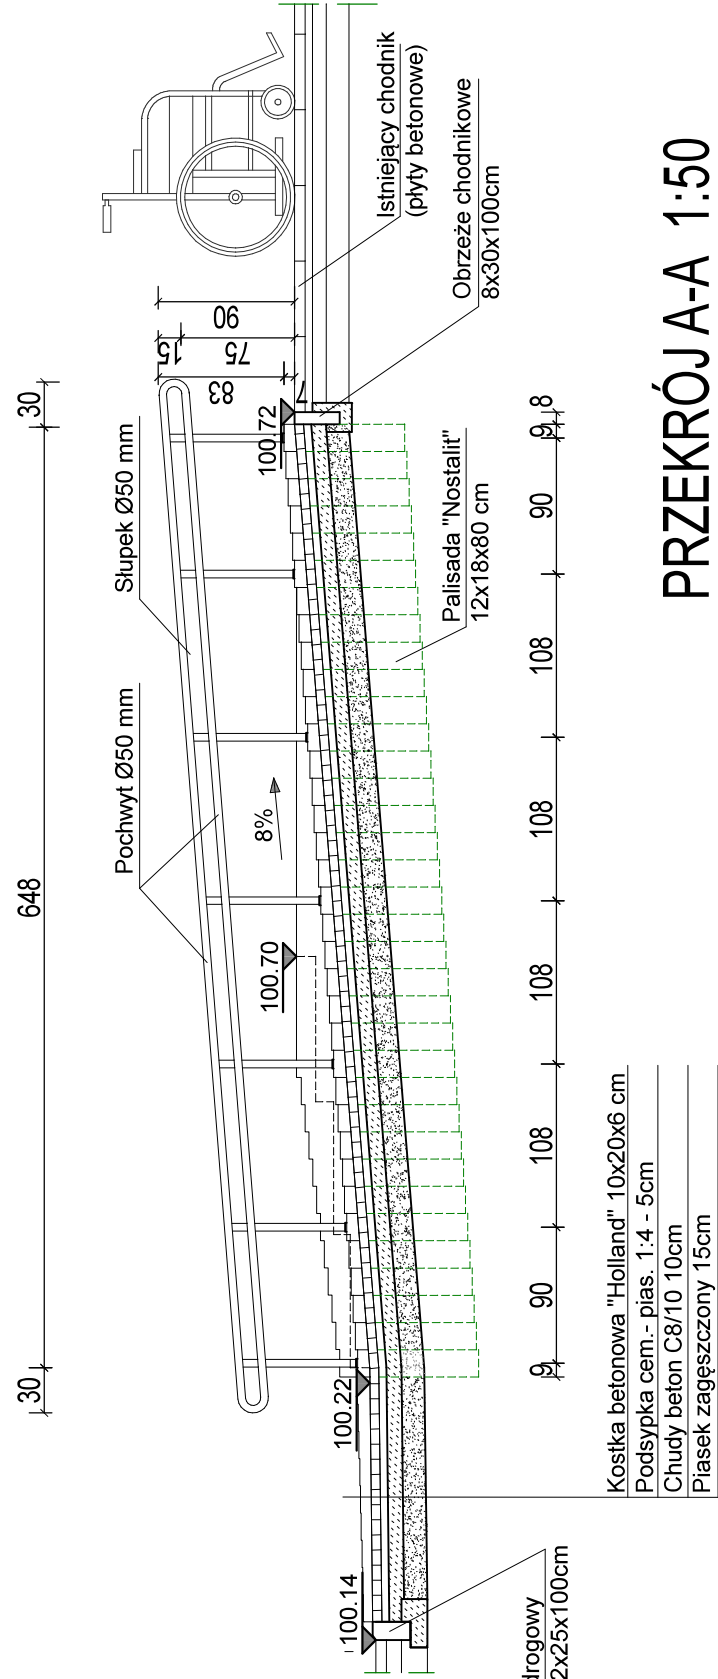 PRZEKRÓJ A-A 1:50
30
648
30
Słupek Ø50 mm
Pochwyt Ø50 mm
8%
90
15
75
83
7
100.14
100.22
100.70
100.72
Istniejący chodnik
(płyty betonowe)
Obrzeże chodnikowe
8x30x100cm
Palisada "Nostalit"
12x18x80 cm
9
90
108
108
108
108
90
9
8
Kostka betonowa "Holland" 10x20x6 cm
Podsypka cem.- pias. 1:4 - 5cm
Chudy beton C8/10 10cm
Piasek zagęszczony 15cm
drogowy
2x25x100cm